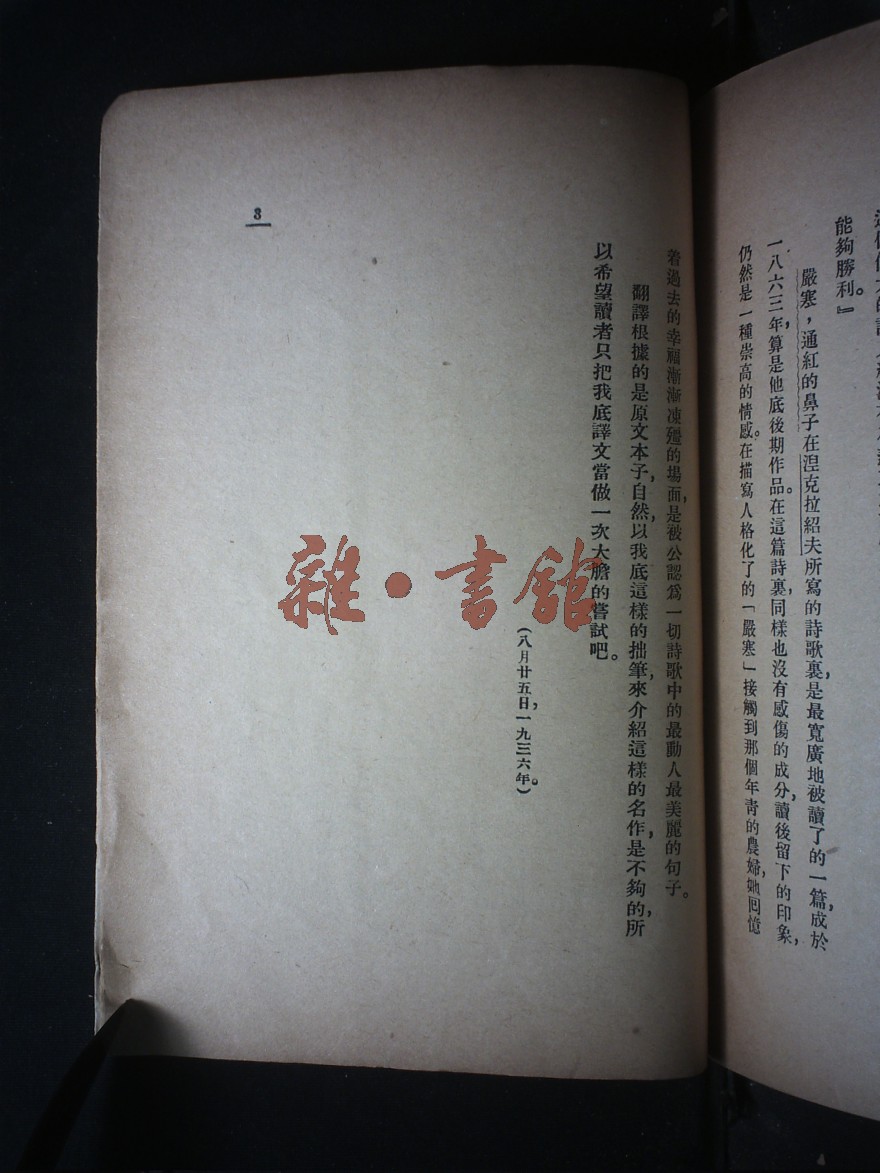 能夠勝利。』
嚴寒，通紅的鼻子在涅克拉紹夫所寫的詩歌裏，是最寬廣地被讀了的一篇，成於
一八六三年，算是他底後期作品。在這篇詩裏，同樣也沒有感傷的成分，讀後留下的印象，
仍然是一種崇高的情感。在描寫人格化了的「嚴寒」接觸到那個年靑的農婦，她回憶
着過去的幸福漸漸凍殭的場面，是被公認爲一切詩歌中的最動人最美麗的句子。
翻譯根據的是原文本子，自然，以我底這樣的拙筆，來介紹這樣的名作，是不夠的，所
以希望讀者只把我底譯文當做一次大膽的嘗試吧。
（八月廿五日，一九三六年。）
3
雜·書館